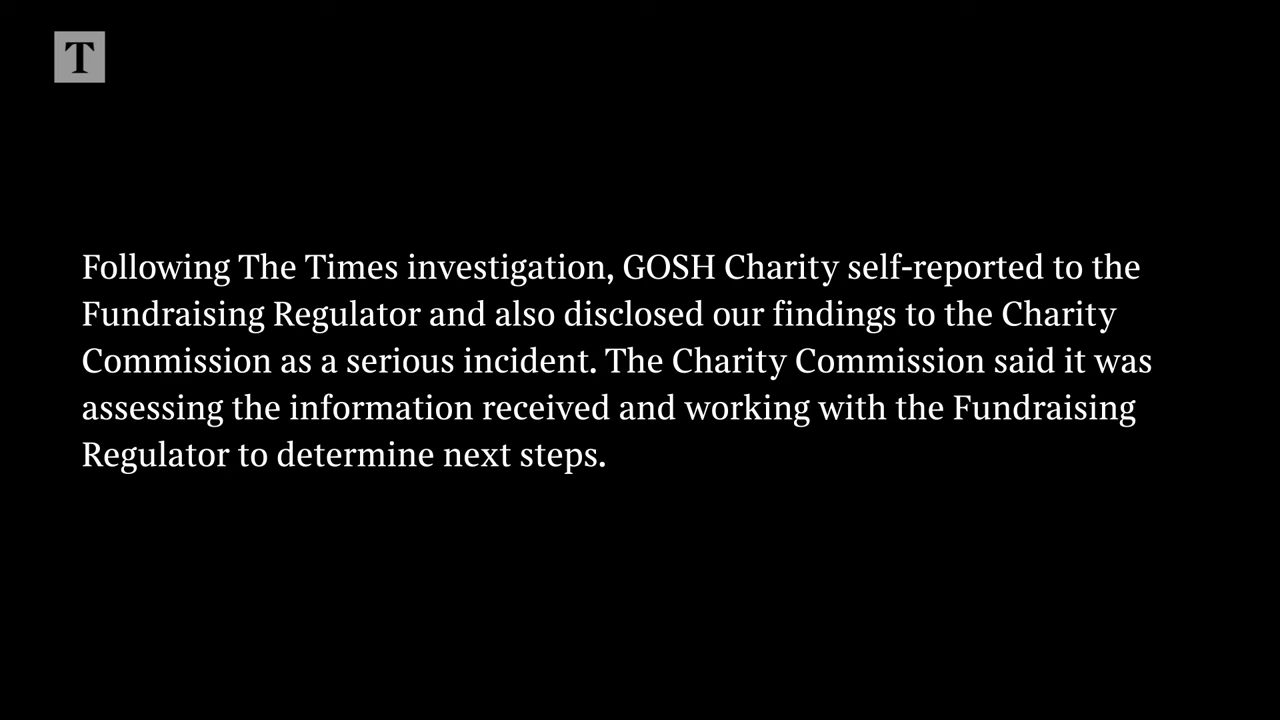 T
Following The Times investigation, GOSH Charity self-reported to the
Fundraising Regulator and also disclosed our findings to the Charity
Commission as a serious incident. The Charity Commission said it was
assessing the information received and working with the Fundraising
Regulator to determine next steps.